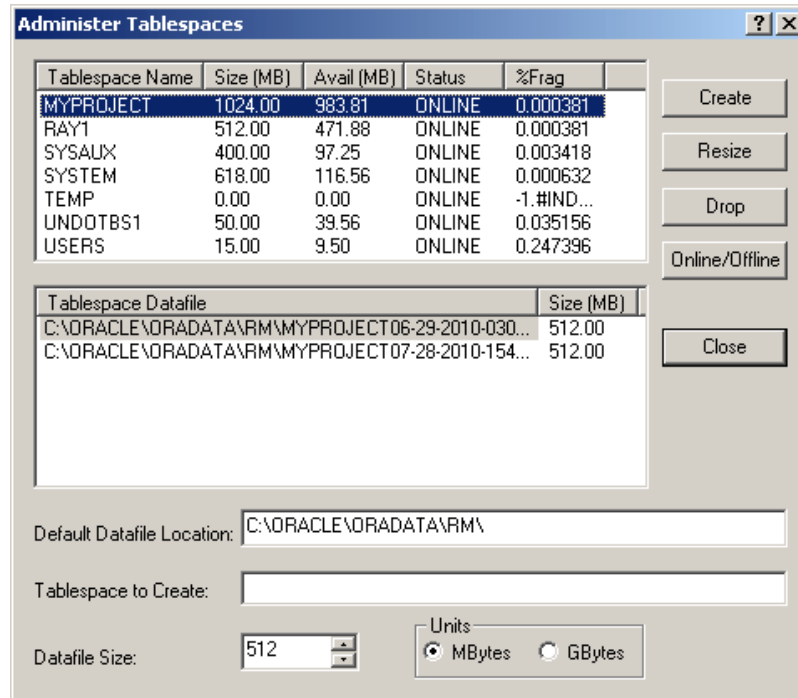 Administer Tablespaces
Tablespace Name Size (MB) Avail (MB) Status %Frag
MYPROJECT 1024.00 983.81 ONLINE 0.000381
RAY1 512.00 471.88 ONLINE 0.000381
SYSAUX 400.00 97.25 ONLINE 0.003418
SYSTEM 618.00 116.56 ONLINE 0.000632
TEMP 0.00 0.00 ONLINE -1.#IND...
UNDOTBS1 50.00 39.56 ONLINE 0.035156
USERS 15.00 9.50 ONLINE 0.247396
Create
Resize
Drop
Online/Offline
Close
Tablespace Datafile Size (MB)
C:\ORACLE\ORADATA\RM\MYPROJECT06-29-2010-030... 512.00
C:\ORACLE\ORADATA\RM\MYPROJECT07-28-2010-154... 512.00
Default Datafile Location: C:\ORACLE\ORADATA\RM\
Tablespace to Create:
Datafile Size: 512
Units
MBytes GBytes